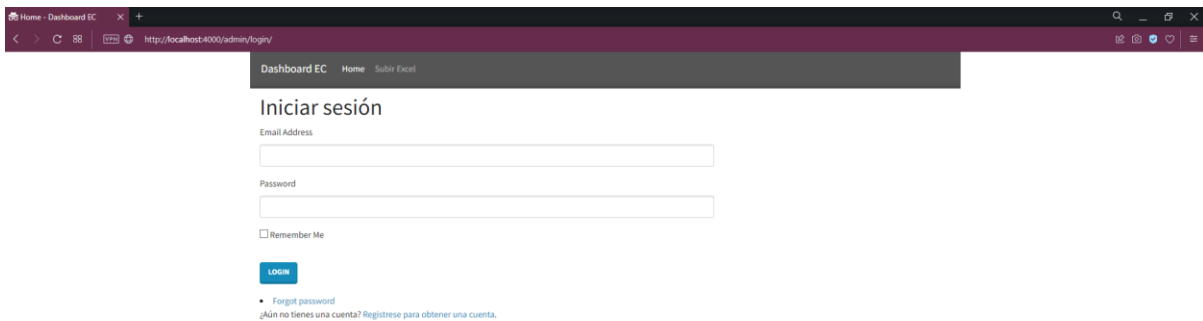 Home - Dashboard EC
VPN http://localhost:4000/admin/login/
Dashboard EC Home Subir Excel
Iniciar sesión
Email Address
Password
Remember Me
LOGIN
Forgot password
¿Aún no tienes una cuenta? Registrese para obtener una cuenta.